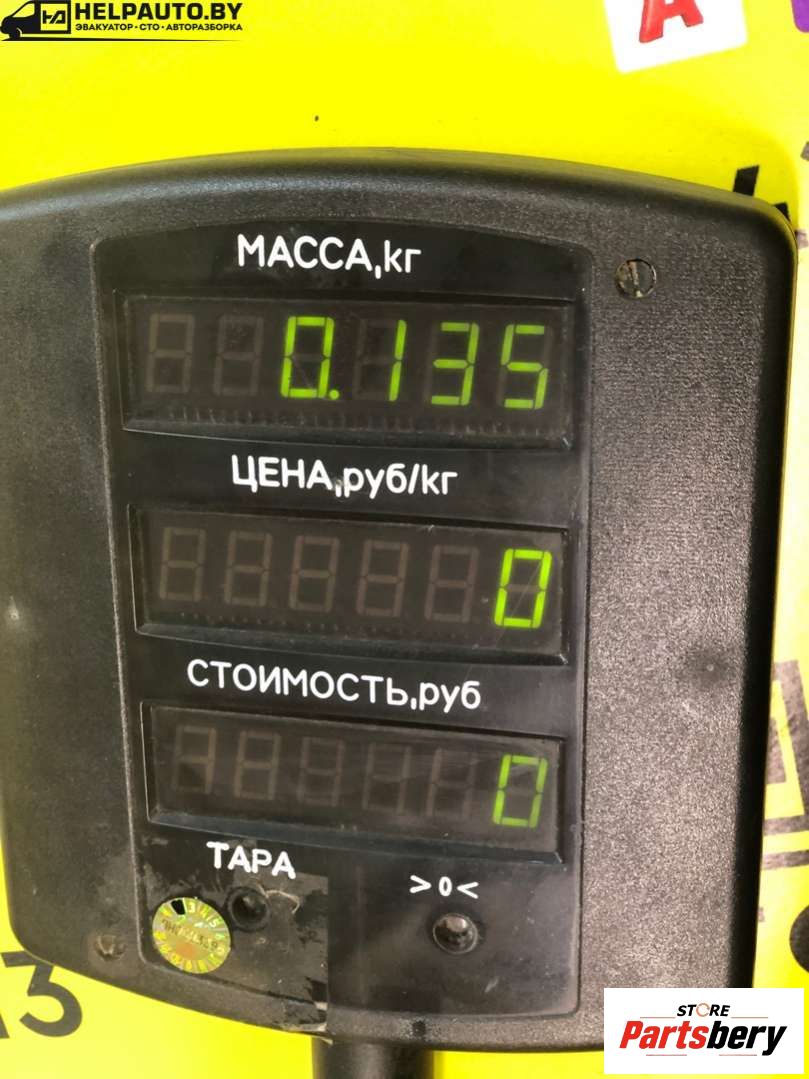 HELPAUTO.BY
ЭВАКУАТОР • СТО • АВТОРАЗБОРКА
А
МАССА,кг
0.135
ЦЕНА,руб/кг
0
СТОИМОСТЬ,руб
0
ТАРА
>0<
STORE
Partsbery